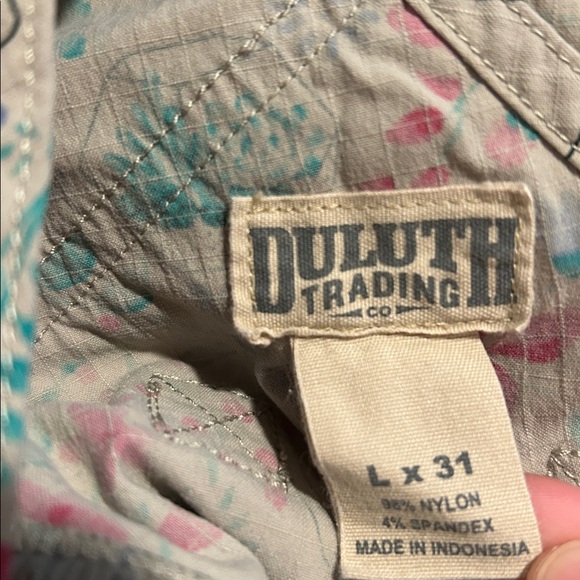 DULUTH
TRADING
CO
L x 31
96% NYLON
4% SPANDEX
MADE IN INDONESIA